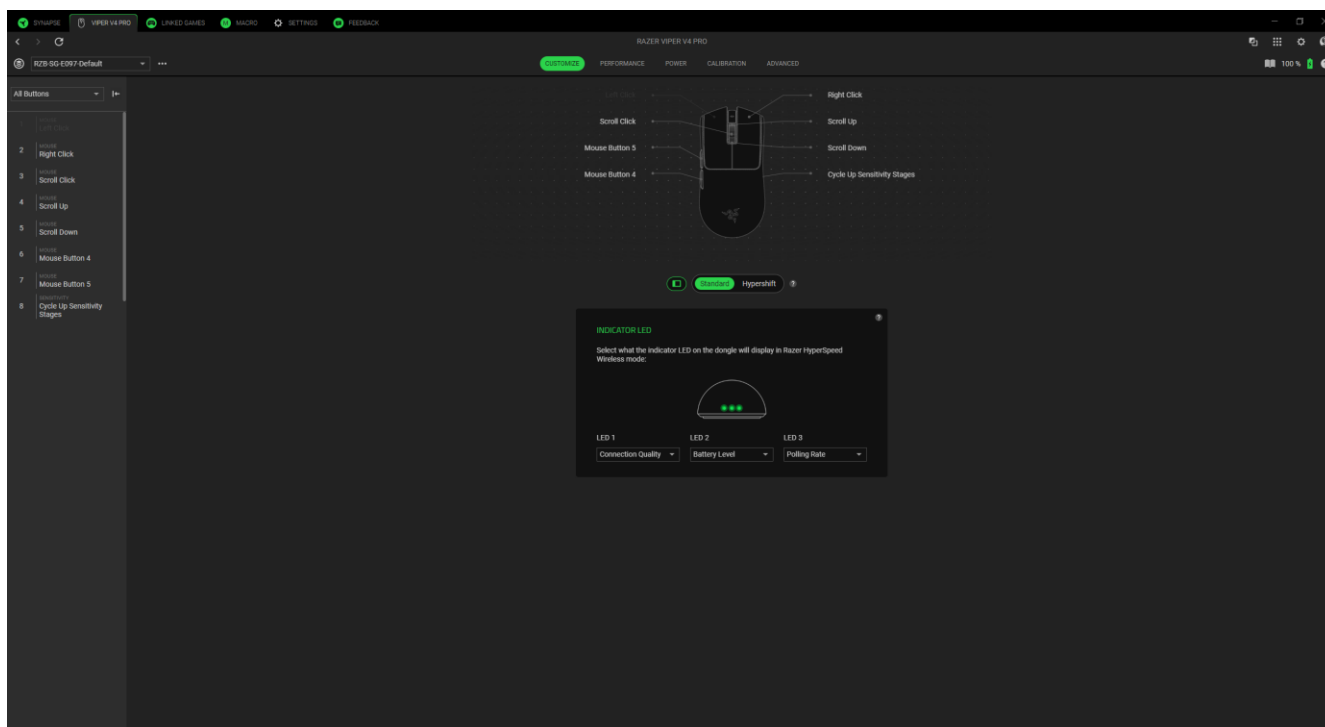 SYNAPSE
VIPER V4 PRO
LINKED GAMES
MACRO
SETTINGS
FEEDBACK
RAZER VIPER V4 PRO
RZB-SG-E097-Default
CUSTOMIZE
PERFORMANCE
POWER
CALIBRATION
ADVANCED
100 %
All Buttons
Left Click
2
MOUSE
Right Click
3
MOUSE
Scroll Click
4
MOUSE
Scroll Up
5
MOUSE
Scroll Down
6
MOUSE
Mouse Button 4
7
MOUSE
Mouse Button 5
8
SENSITIVITY
Cycle Up Sensitivity
Stages
Left Click
Scroll Click
Mouse Button 5
Mouse Button 4
Right Click
Scroll Up
Scroll Down
Cycle Up Sensitivity Stages
Standard
Hypershift
?
?
INDICATOR LED
Select what the indicator LED on the dongle will display in Razer HyperSpeed
Wireless mode:
LED 1
LED 2
LED 3
Connection Quality
Battery Level
Polling Rate